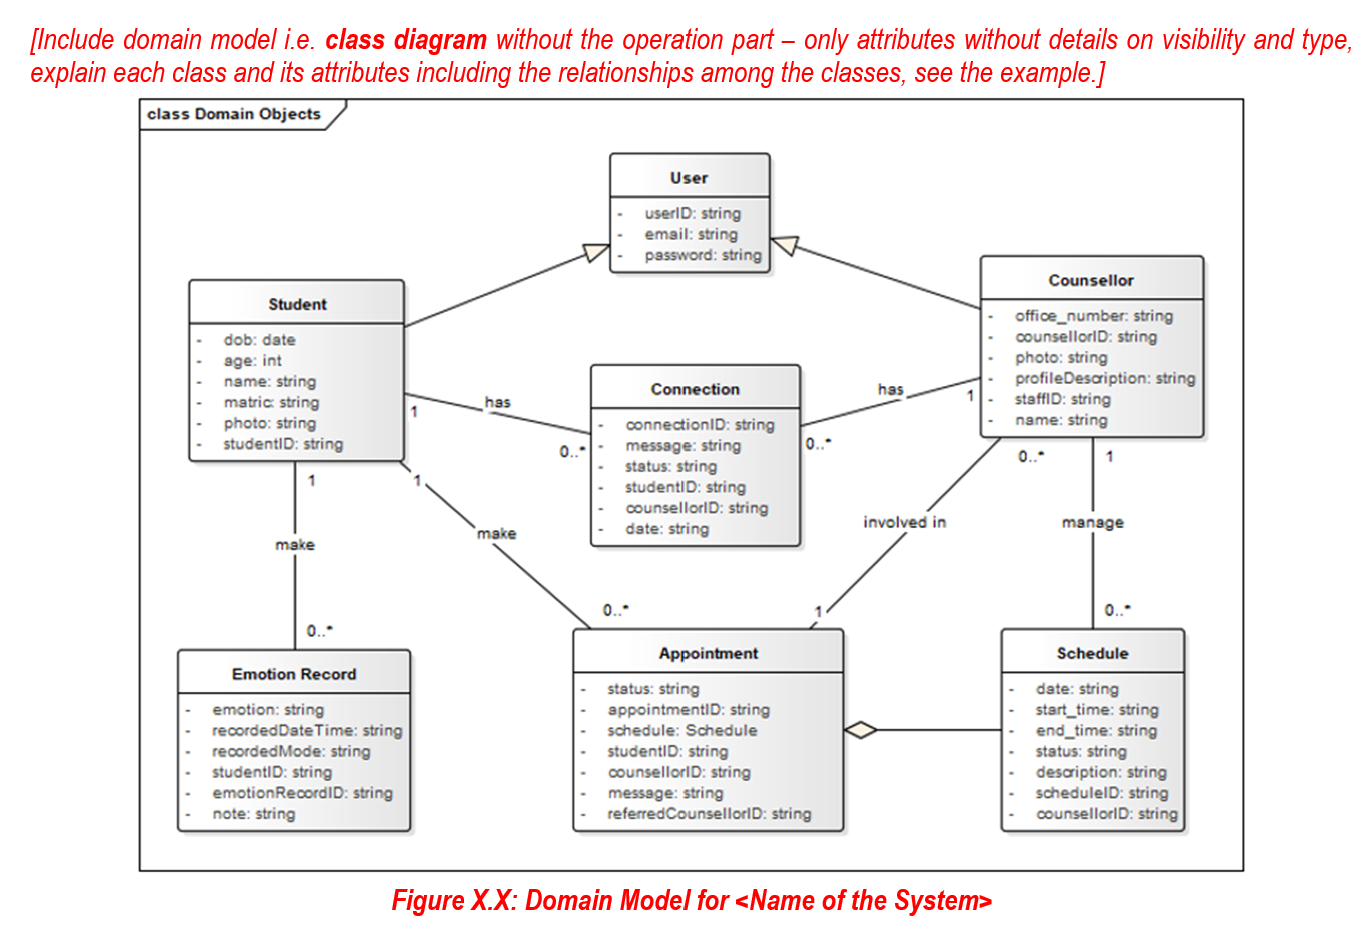 [Include domain model i.e. class diagram without the operation part – only attributes without details on visibility and type,
explain each class and its attributes including the relationships among the classes, see the example.]
class Domain Objects
User
- userID: string
- email: string
- password: string
Student
- dob: date
- age: int
- name: string
- matric: string
- photo: string
- studentID: string
Counsellor
- office_number: string
- counsellorID: string
- photo: string
- profileDescription: string
- staffID: string
- name: string
Connection
- connectionID: string
- message: string
- status: string
- studentID: string
- counsellorID: string
- date: string
1
has
0..*
has
1
0..*
1
make
0..*
1
make
0..*
0..*
involved in
1
1
manage
0..*
Emotion Record
- emotion: string
- recordedDateTime: string
- recordedMode: string
- studentID: string
- emotionRecordID: string
- note: string
Appointment
- status: string
- appointmentID: string
- schedule: Schedule
- studentID: string
- counsellorID: string
- message: string
- referredCounsellorID: string
Schedule
- date: string
- start_time: string
- end_time: string
- status: string
- description: string
- scheduleID: string
- counsellorID: string
Figure X.X: Domain Model for <Name of the System>